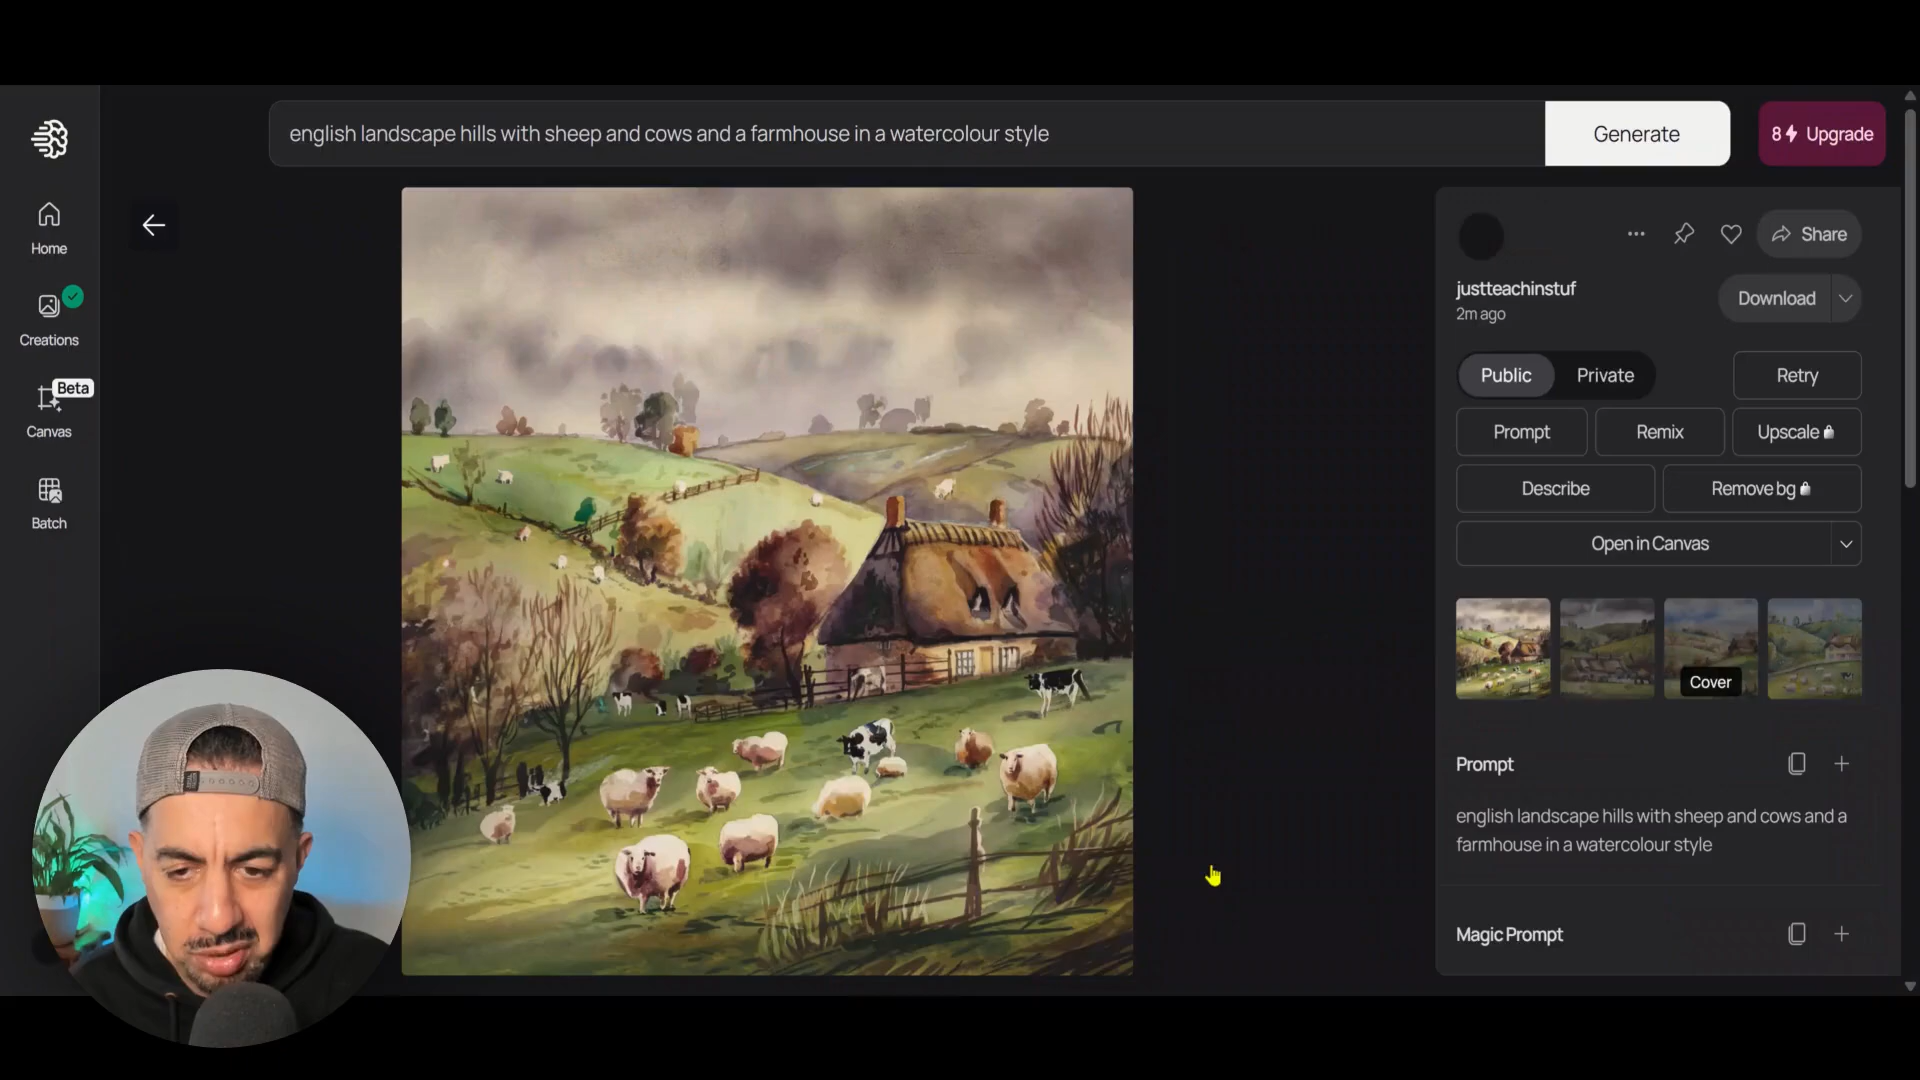 english landscape hills with sheep and cows and a farmhouse in a watercolour style
Generate
8 Upgrade
Home
Creations
Beta
Canvas
Batch
Share
justteachinstuf
2m ago
Download
Public
Private
Retry
Prompt
Remix
Upscale
Describe
Remove bg
Open in Canvas
Cover
Prompt
english landscape hills with sheep and cows and a
farmhouse in a watercolour style
Magic Prompt